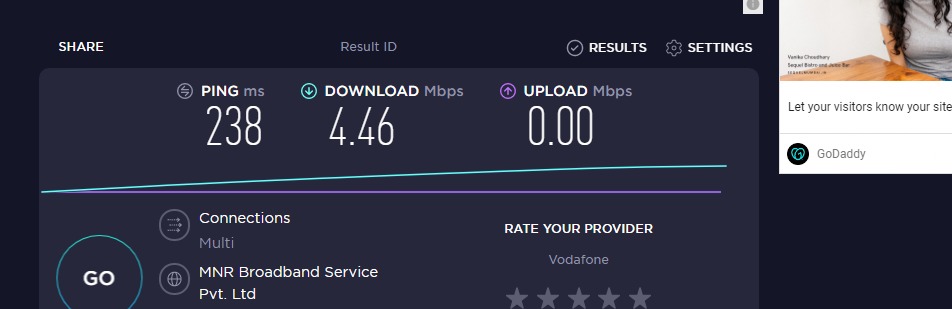 SHARE
Result ID
RESULTS
SETTINGS
PING ms
DOWNLOAD Mbps
UPLOAD Mbps
238
4.46
0.00
Connections
Multi
MNR Broadband Service
Pvt. Ltd
GO
RATE YOUR PROVIDER
Vodafone
Vanika Choudhary
Sequel Bistro and Juice Bar
Let your visitors know your site
GoDaddy